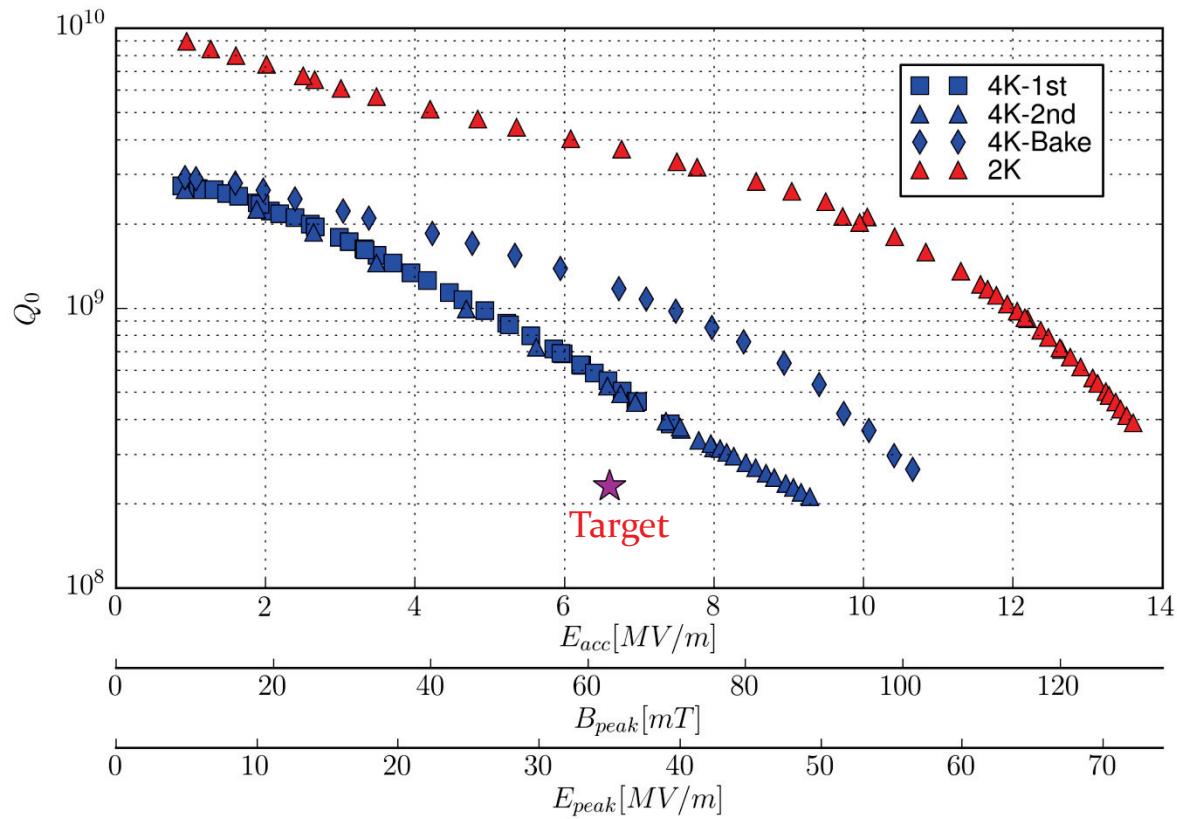 10^10
10^9
10^8
Q_0
4K-1st
4K-2nd
4K-Bake
2K
Target
0 2 4 6 8 10 12 14
E_acc[MV/m]
0 20 40 60 80 100 120
B_peak[mT]
0 10 20 30 40 50 60 70
E_peak[MV/m]